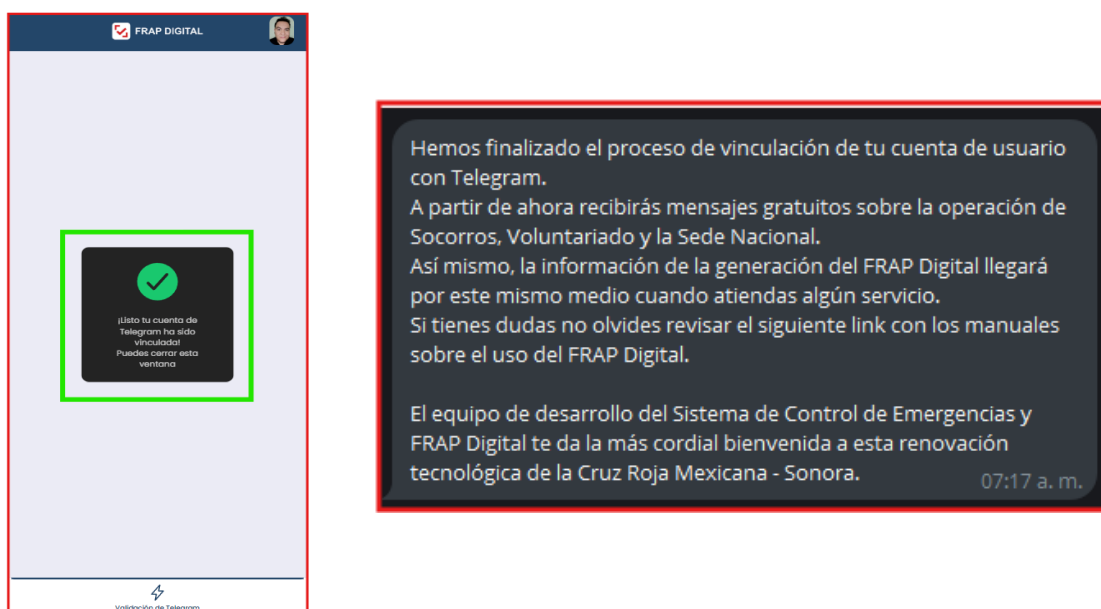 FRAP DIGITAL
¡Listo tu cuenta de
Telegram ha sido
vinculada!
Puedes cerrar esta
ventana
Validación de Telegram
Hemos finalizado el proceso de vinculación de tu cuenta de usuario
con Telegram.
A partir de ahora recibirás mensajes gratuitos sobre la operación de
Socorros, Voluntariado y la Sede Nacional.
Así mismo, la información de la generación del FRAP Digital llegará
por este mismo medio cuando atiendas algún servicio.
Si tienes dudas no olvides revisar el siguiente link con los manuales
sobre el uso del FRAP Digital.
El equipo de desarrollo del Sistema de Control de Emergencias y
FRAP Digital te da la más cordial bienvenida a esta renovación
tecnológica de la Cruz Roja Mexicana - Sonora.
07:17 a. m.